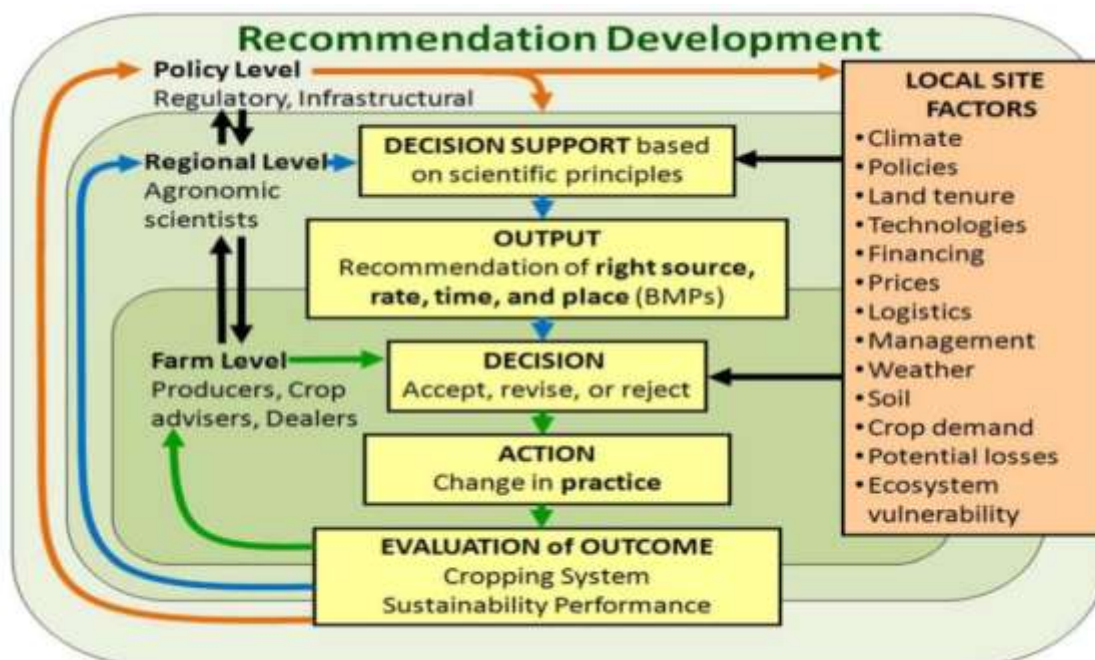 Recommendation Development
Policy Level
Regulatory, Infrastructural
Regional Level
Agronomic
scientists
Farm Level
Producers, Crop
advisers, Dealers
DECISION SUPPORT based
on scientific principles
OUTPUT
Recommendation of right source,
rate, time, and place (BMPs)
DECISION
Accept, revise, or reject
ACTION
Change in practice
EVALUATION of OUTCOME
Cropping System
Sustainability Performance
LOCAL SITE
FACTORS
•Climate
•Policies
•Land tenure
•Technologies
•Financing
•Prices
•Logistics
•Management
•Weather
•Soil
•Crop demand
•Potential losses
•Ecosystem
vulnerability